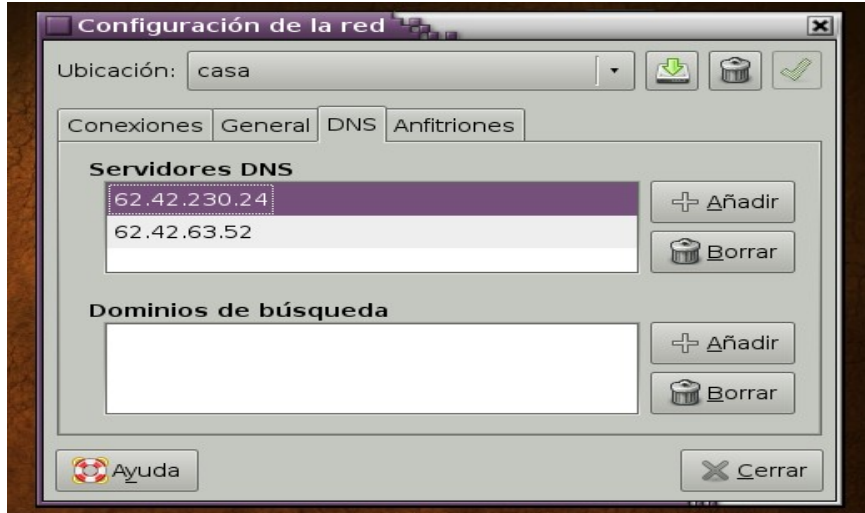 Configuración de la red
Ubicación: casa
Conexiones General DNS Anfitriones
Servidores DNS
62.42.230.24
Añadir
62.42.63.52
Borrar
Dominios de búsqueda
Añadir
Borrar
Ayuda
Cerrar